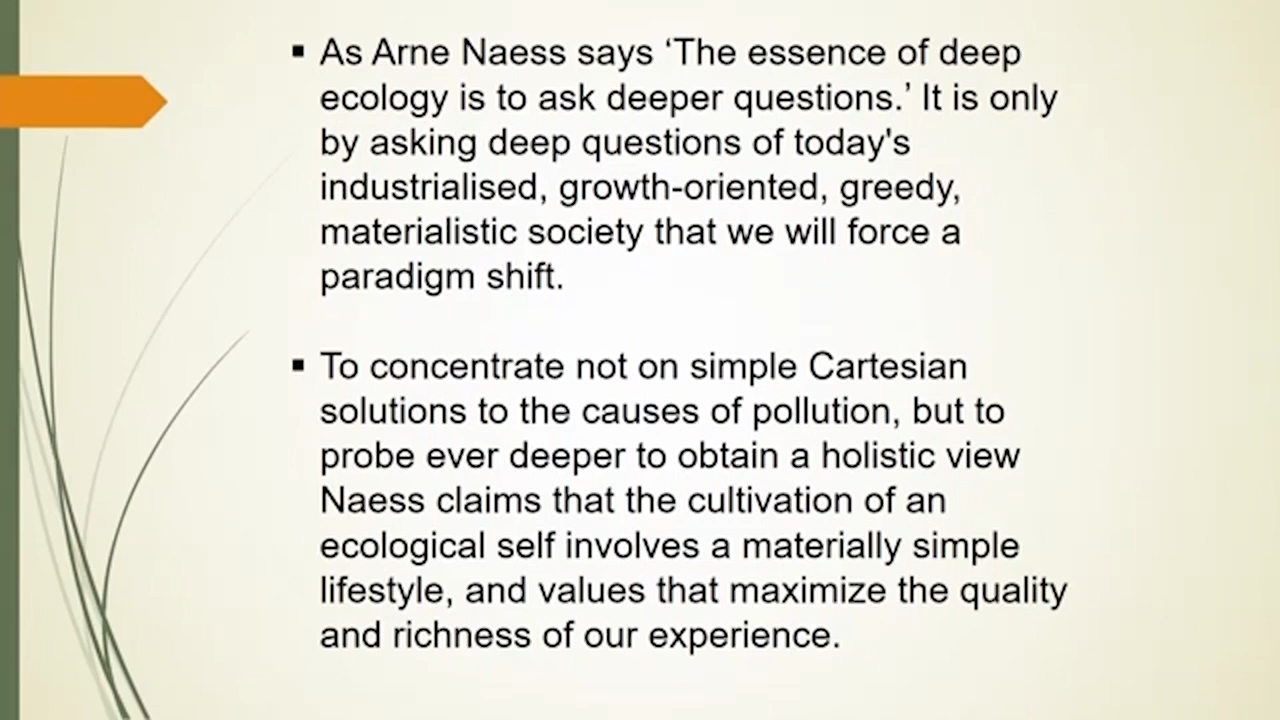 ▪ As Arne Naess says ‘The essence of deep
ecology is to ask deeper questions.’ It is only
by asking deep questions of today's
industrialised, growth-oriented, greedy,
materialistic society that we will force a
paradigm shift.
▪ To concentrate not on simple Cartesian
solutions to the causes of pollution, but to
probe ever deeper to obtain a holistic view
Naess claims that the cultivation of an
ecological self involves a materially simple
lifestyle, and values that maximize the quality
and richness of our experience.